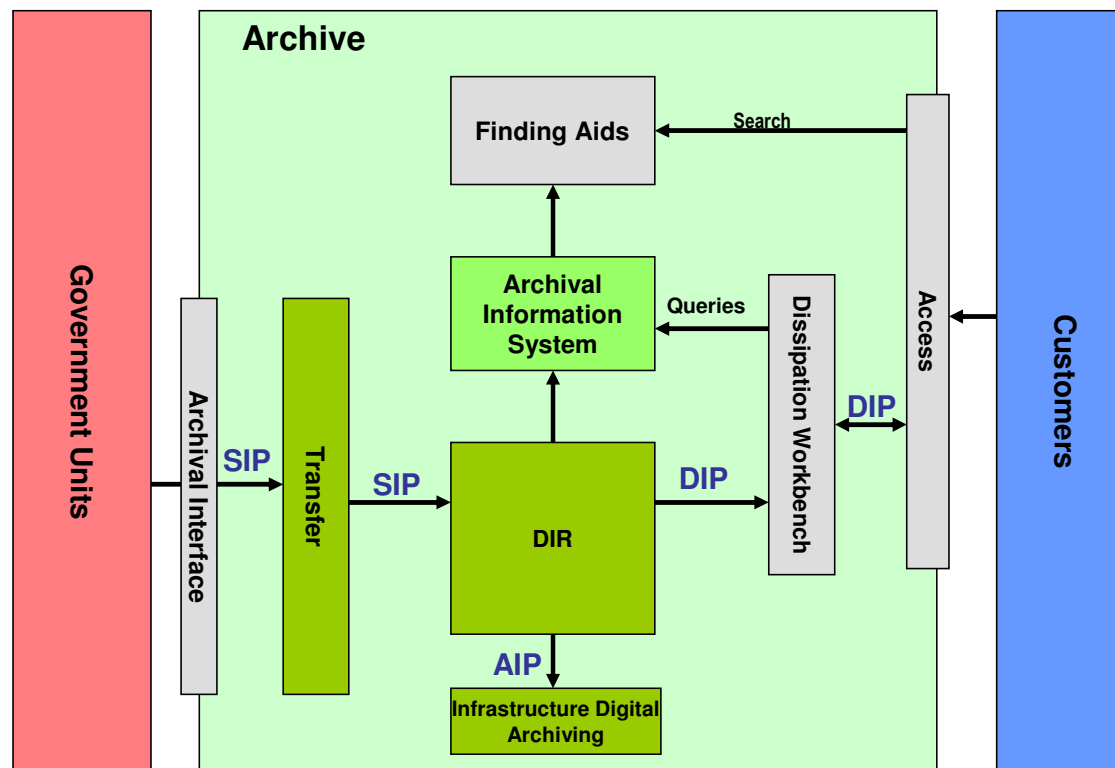 Archive
Finding Aids
Search
Government Units
Archival Interface
SIP
Transfer
SIP
Archival
Information
System
Queries
DIR
DIP
Dissipation Workbench
DIP
Access
Customers
AIP
Infrastructure Digital
Archiving